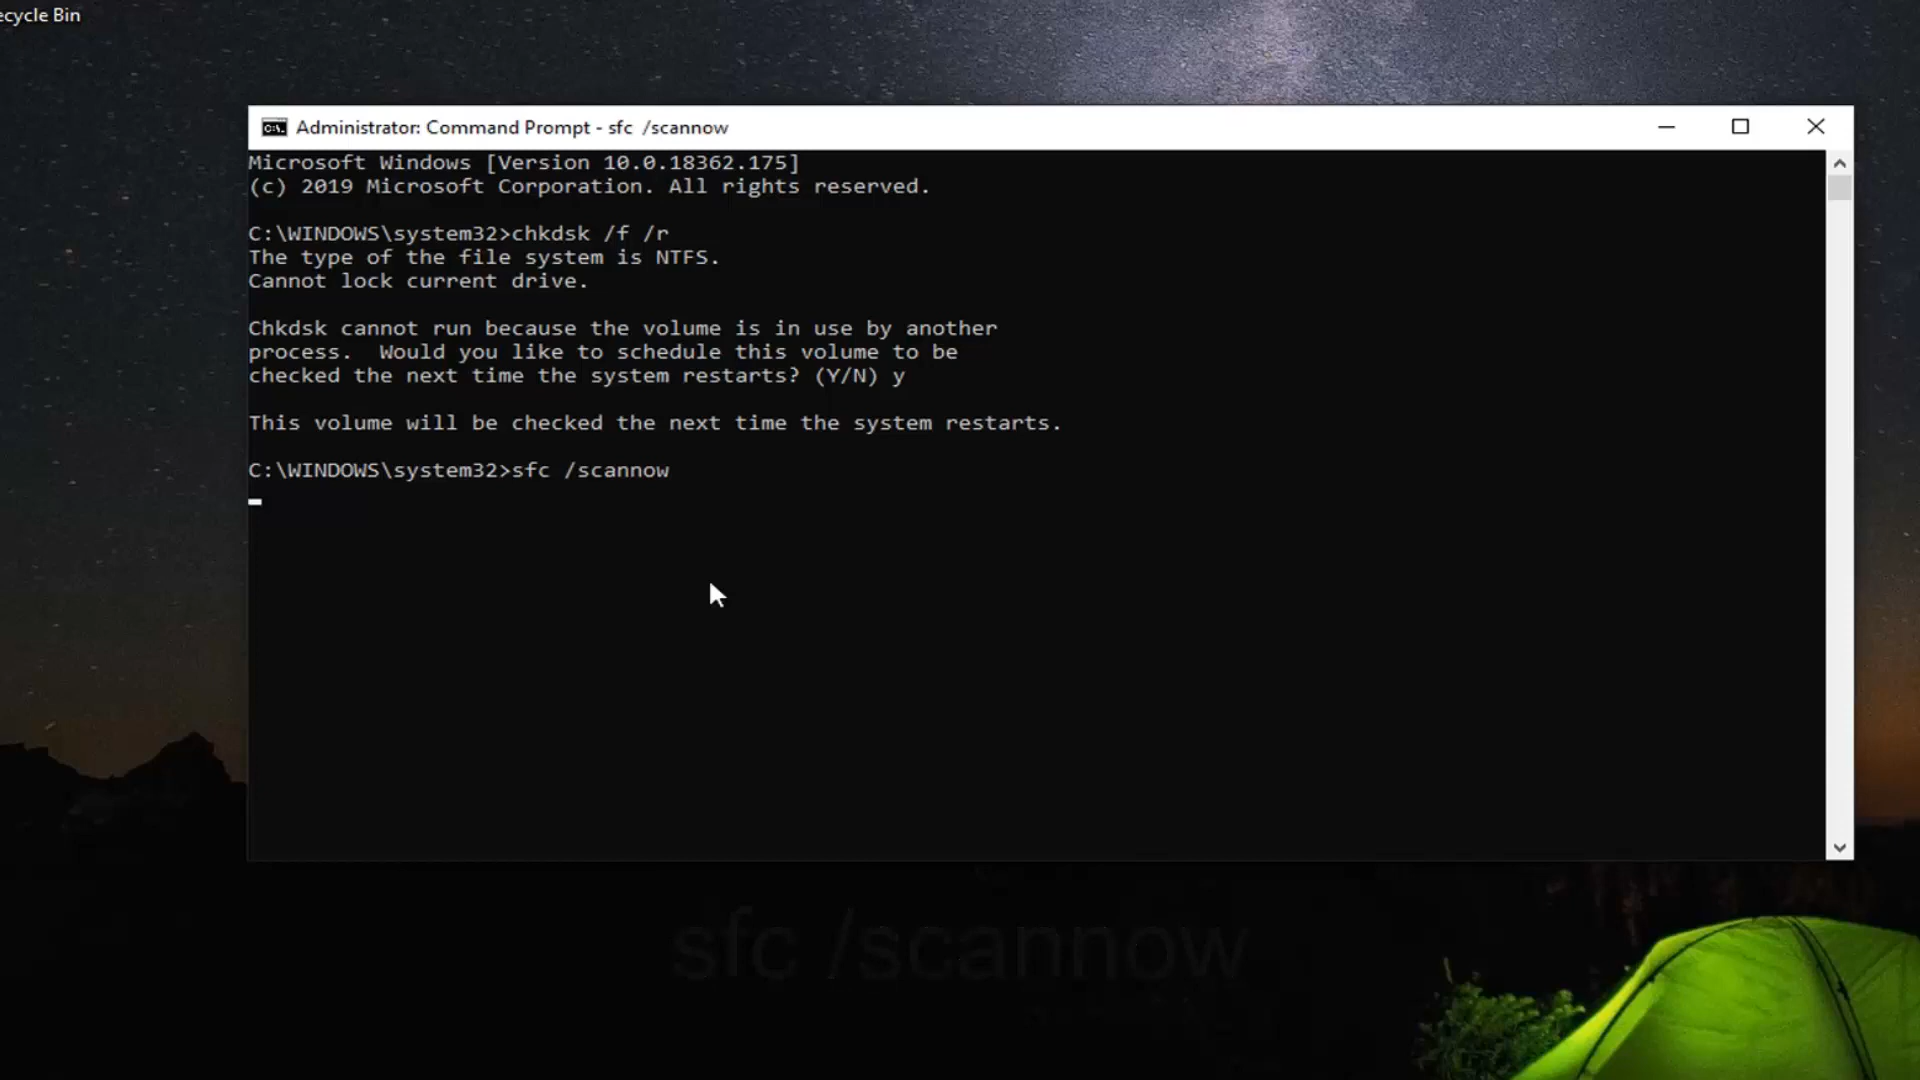 ecycle Bin
Administrator: Command Prompt - sfc /scannow
Microsoft Windows [Version 10.0.18362.175]
(c) 2019 Microsoft Corporation. All rights reserved.
C:\WINDOWS\system32>chkdsk /f /r
The type of the file system is NTFS.
Cannot lock current drive.
Chkdsk cannot run because the volume is in use by another
process.  Would you like to schedule this volume to be
checked the next time the system restarts? (Y/N) y
This volume will be checked the next time the system restarts.
C:\WINDOWS\system32>sfc /scannow
sfc /scannow